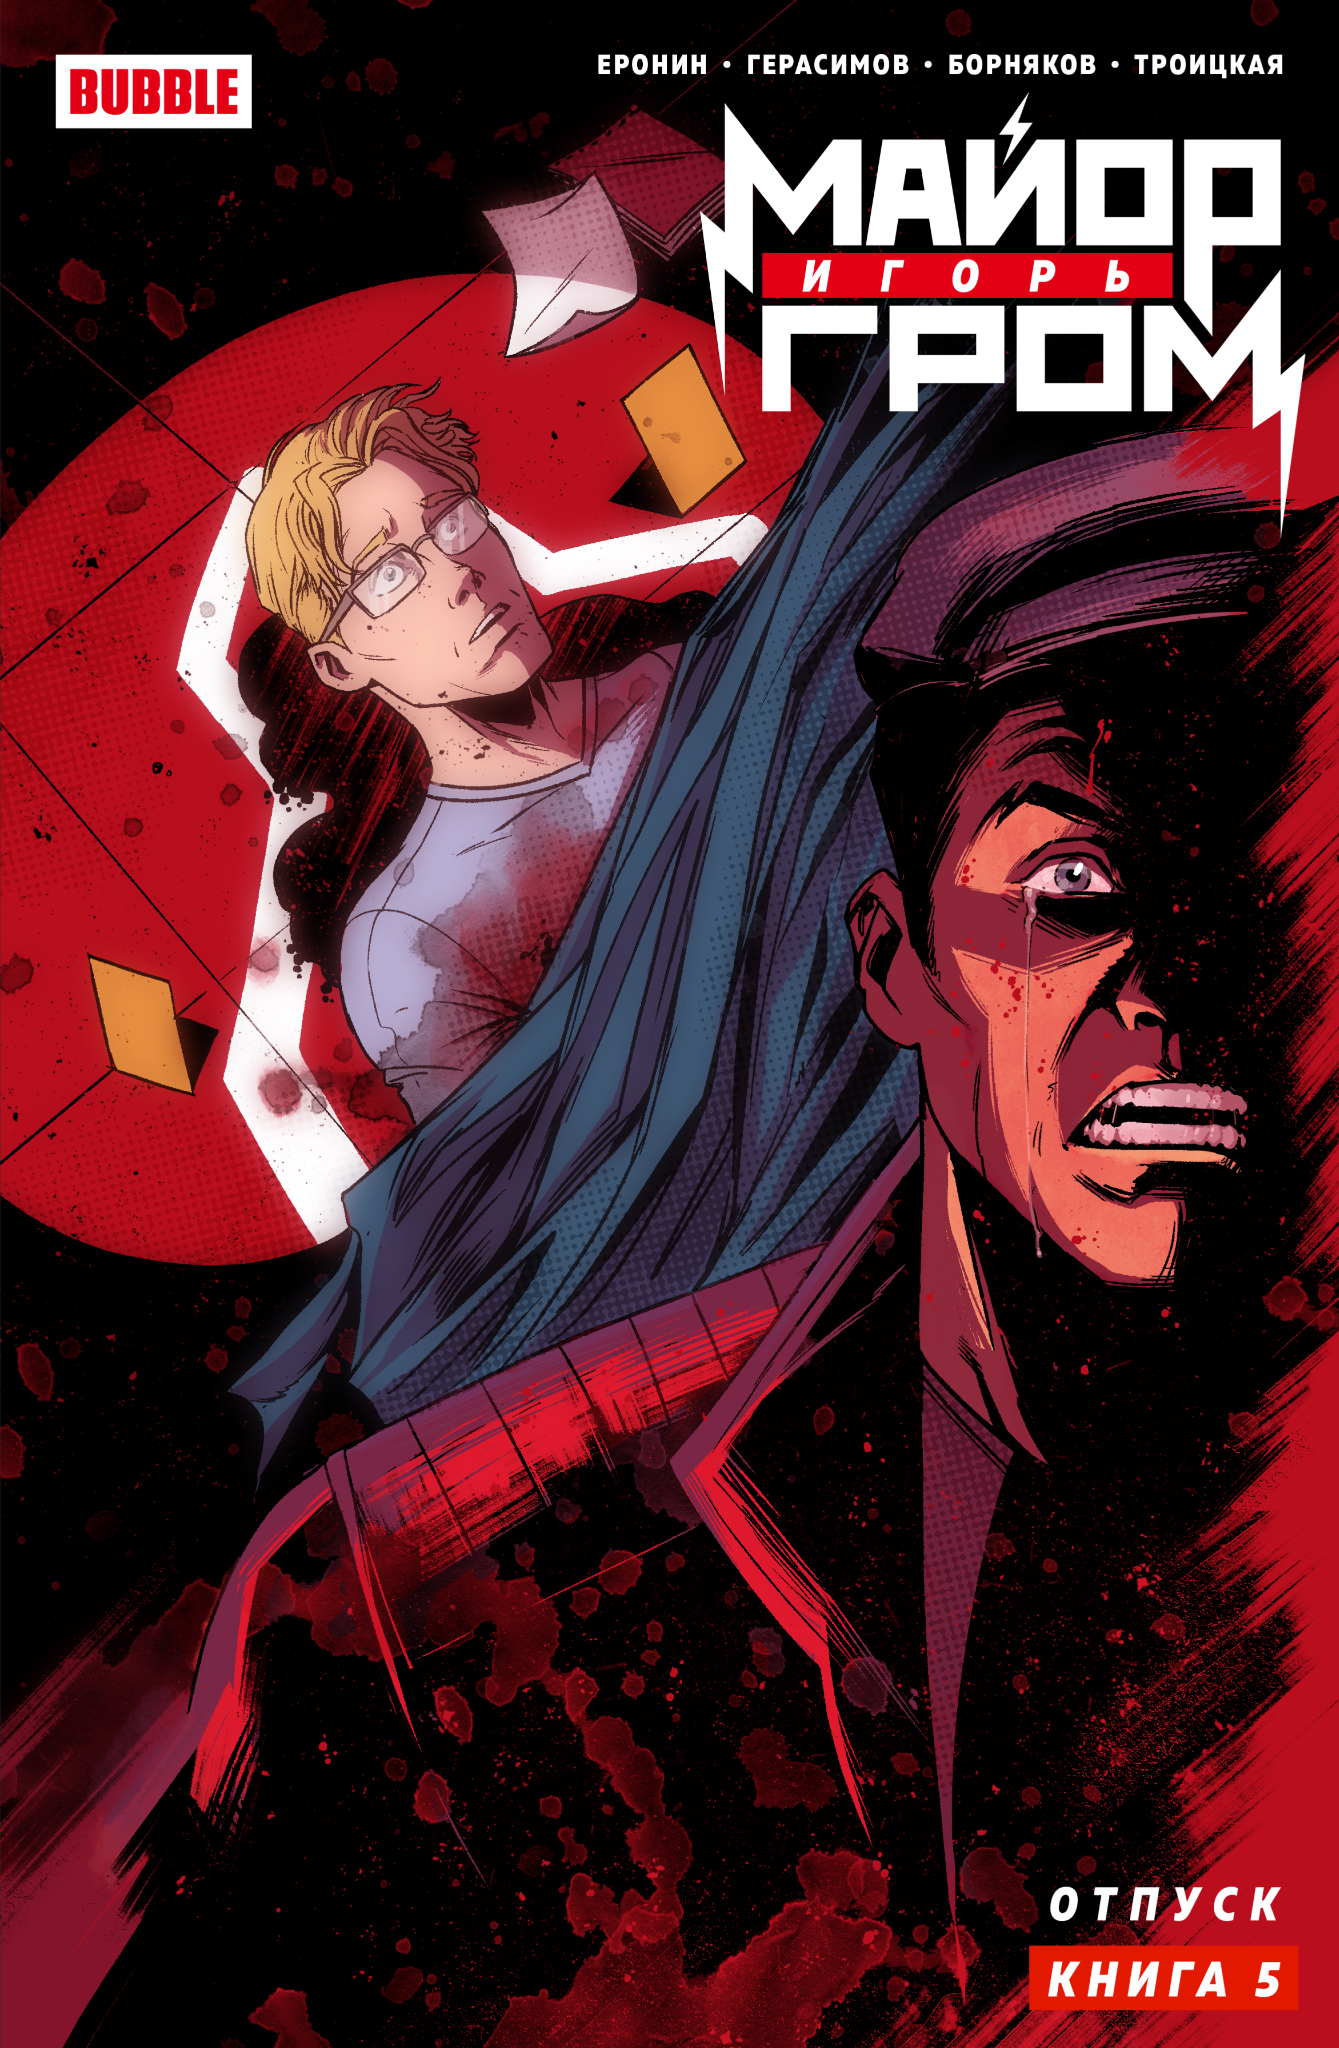 BUBBLE
ЕРОНИН • ГЕРАСИМОВ • БОРНЯКОВ • ТРОИЦКАЯ
МАЙОР
ИГОРЬ
ГРОМ
ОТПУСК
КНИГА 5